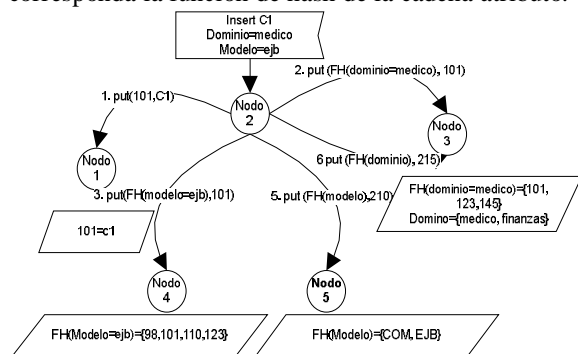 corresponda la función de hash de la cadena atributo.
Insert C1
Dominio=medico
Modelo=ejb
2. put (FH(dominio=medico), 101)
1. put(101,C1)
Nodo
2
Nodo
3
Nodo
1
6 put (FH(dominio), 215)
3. put(FH(modelo=ejb),101)
5. put (FH(modelo),210)
FH(dominio=medico)={101,
123,145}
Domino={medico, finanzas}
101=c1
Nodo
4
Nodo
5
FH(Modelo=ejb)={98,101,110,123}
FH(Modelo)={COM, EJB}